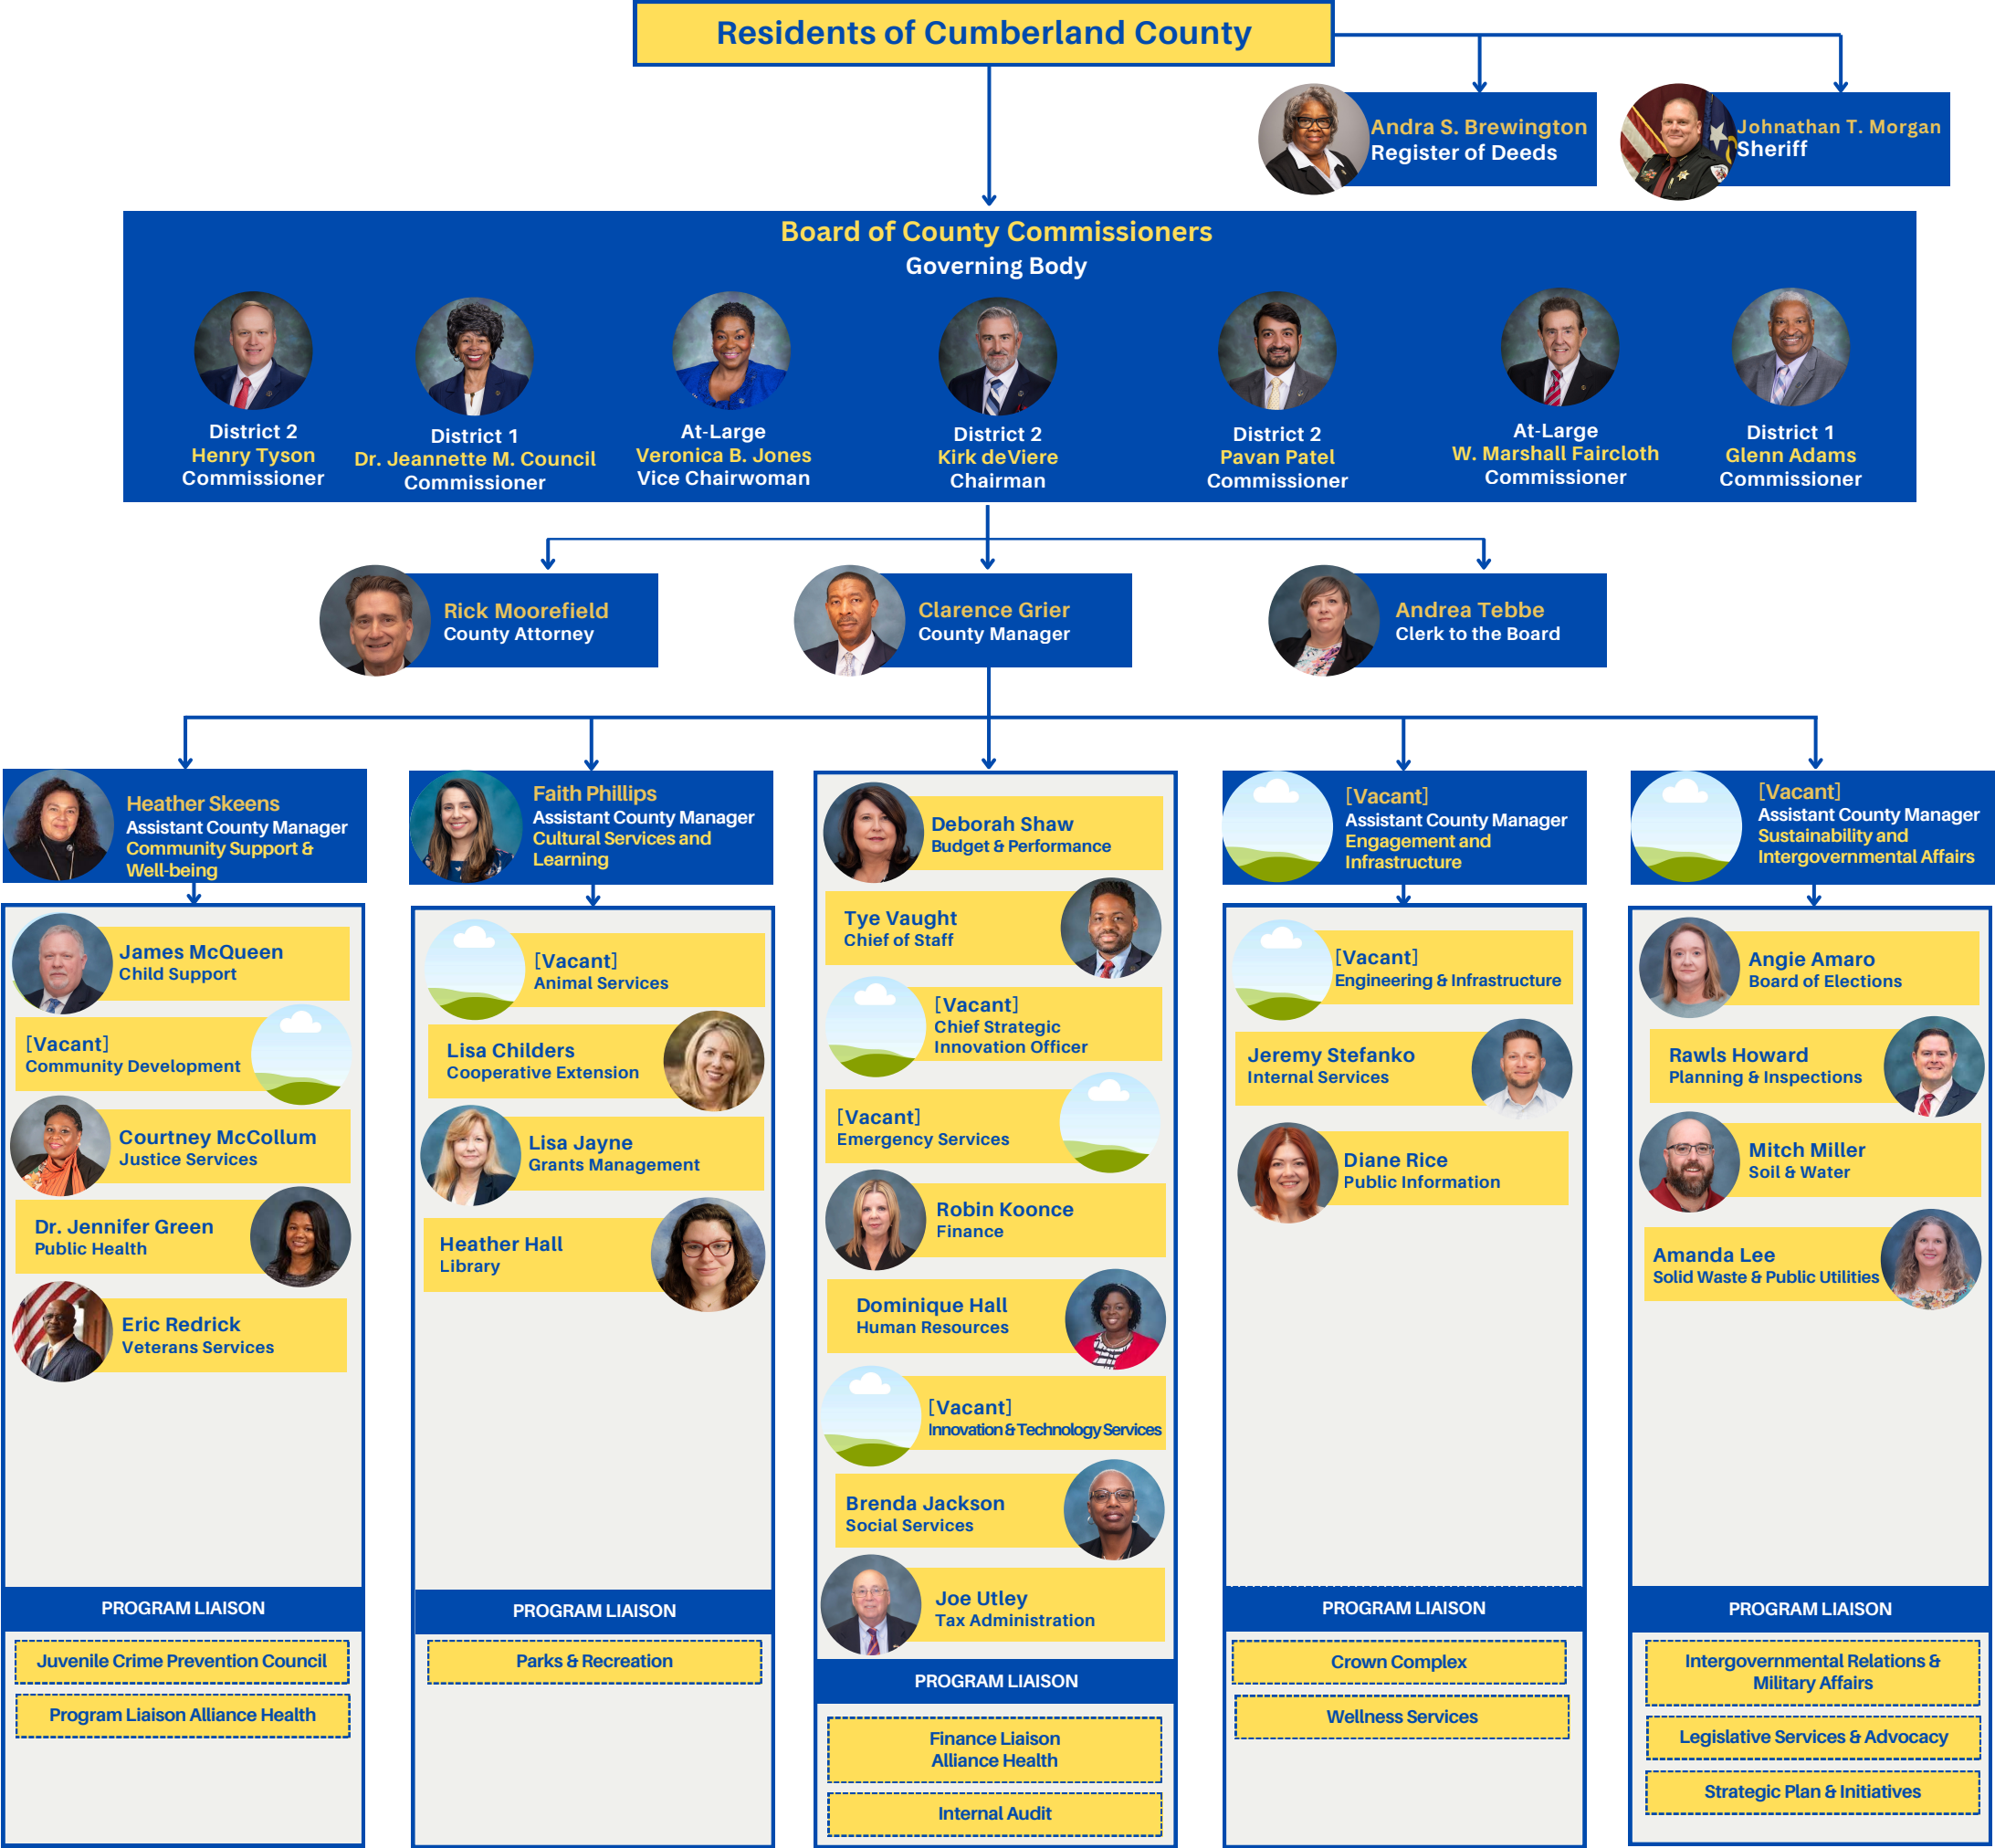 Residents of Cumberland County
Andra S. Brewington
Register of Deeds
Johnathan T. Morgan
Sheriff
Board of County Commissioners
Governing Body
District 2
Henry Tyson
Commissioner
District 1
Dr. Jeannette M. Council
Commissioner
At-Large
Veronica B. Jones
Vice Chairwoman
District 2
Kirk deViere
Chairman
District 2
Pavan Patel
Commissioner
At-Large
W. Marshall Faircloth
Commissioner
District 1
Glenn Adams
Commissioner
Rick Moorefield
County Attorney
Clarence Grier
County Manager
Andrea Tebbe
Clerk to the Board
Heather Skeens
Assistant County Manager
Community Support &
Well-being
James McQueen
Child Support
[Vacant]
Community Development
Courtney McCollum
Justice Services
Dr. Jennifer Green
Public Health
Eric Redrick
Veterans Services
PROGRAM LIAISON
Juvenile Crime Prevention Council
Program Liaison Alliance Health
Faith Phillips
Assistant County Manager
Cultural Services and
Learning
[Vacant]
Animal Services
Lisa Childers
Cooperative Extension
Lisa Jayne
Grants Management
Heather Hall
Library
PROGRAM LIAISON
Parks & Recreation
Deborah Shaw
Budget & Performance
Tye Vaught
Chief of Staff
[Vacant]
Chief Strategic
Innovation Officer
[Vacant]
Emergency Services
Robin Koonce
Finance
Dominique Hall
Human Resources
[Vacant]
Innovation & Technology Services
Brenda Jackson
Social Services
Joe Utley
Tax Administration
PROGRAM LIAISON
Finance Liaison
Alliance Health
Internal Audit
[Vacant]
Assistant County Manager
Engagement and
Infrastructure
[Vacant]
Engineering & Infrastructure
Jeremy Stefanko
Internal Services
Diane Rice
Public Information
PROGRAM LIAISON
Crown Complex
Wellness Services
[Vacant]
Assistant County Manager
Sustainability and
Intergovernmental Affairs
Angie Amaro
Board of Elections
Rawls Howard
Planning & Inspections
Mitch Miller
Soil & Water
Amanda Lee
Solid Waste & Public Utilities
PROGRAM LIAISON
Intergovernmental Relations &
Military Affairs
Legislative Services & Advocacy
Strategic Plan & Initiatives